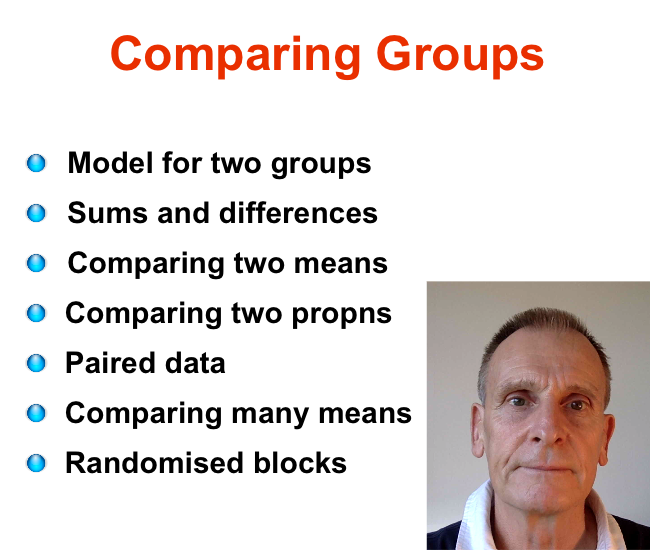 Comparing Groups
Model for two groups
Sums and differences
Comparing two means
Comparing two propns
Paired data
Comparing many means
Randomised blocks